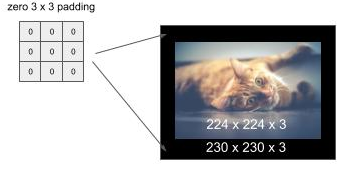 zero 3 x 3 padding
0 0 0
0 0 0
0 0 0
224 x 224 x 3
230 x 230 x 3